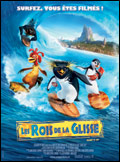 SURFEZ, VOUS ÊTES FILMÉS !
LES ROIS DE LA GLISSE